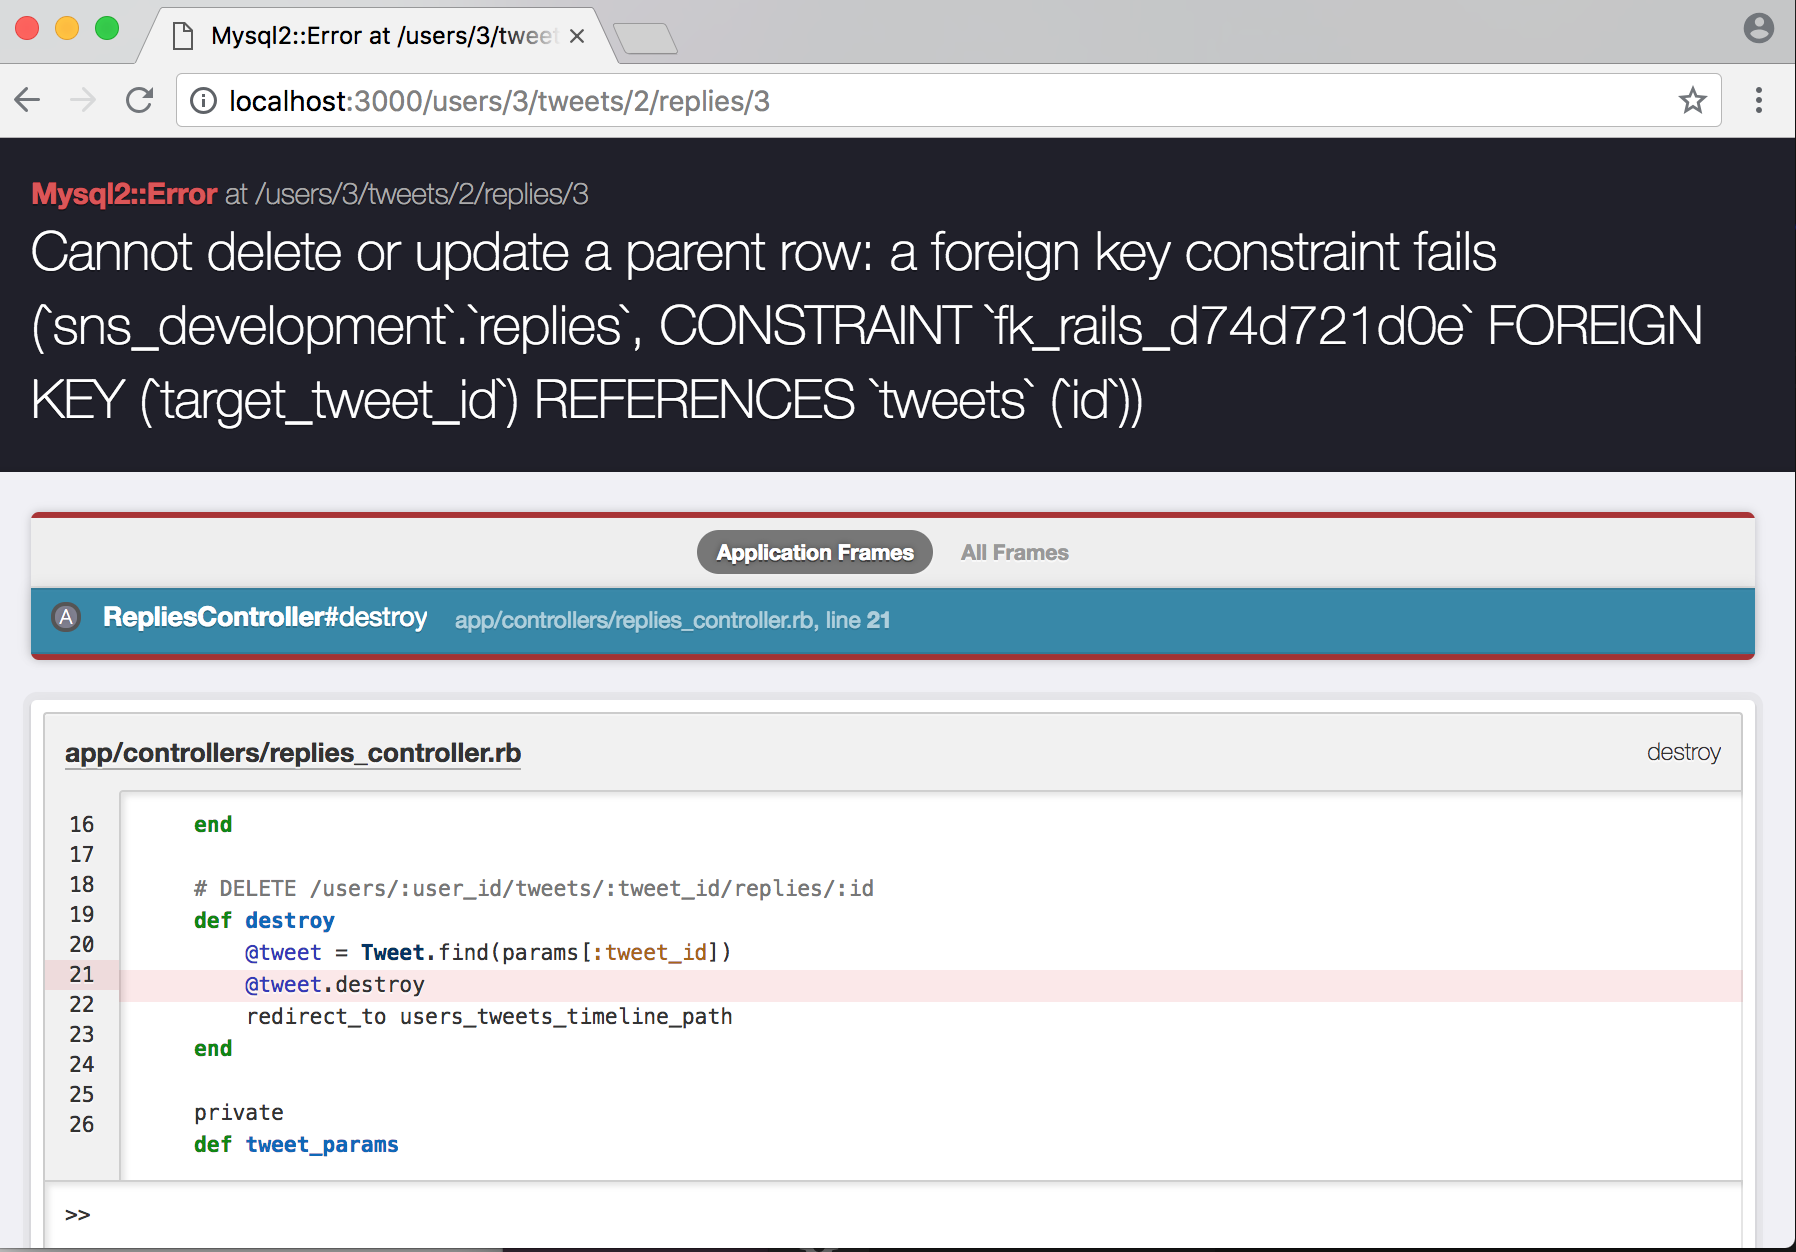 Mysql2::Error at /users/3/tweet
localhost:3000/users/3/tweets/2/replies/3
Mysql2::Error at /users/3/tweets/2/replies/3
Cannot delete or update a parent row: a foreign key constraint fails
(`sns_development`.`replies`, CONSTRAINT `fk_rails_d74d721d0e` FOREIGN
KEY (`target_tweet_id`) REFERENCES `tweets` (`id`))
Application Frames All Frames
A RepliesController#destroy app/controllers/replies_controller.rb, line 21
app/controllers/replies_controller.rb destroy
16 end
17
18 # DELETE /users/:user_id/tweets/:tweet_id/replies/:id
19 def destroy
20 @tweet = Tweet.find(params[:tweet_id])
21 @tweet.destroy
22 redirect_to users_tweets_timeline_path
23 end
24
25 private
26 def tweet_params
>>